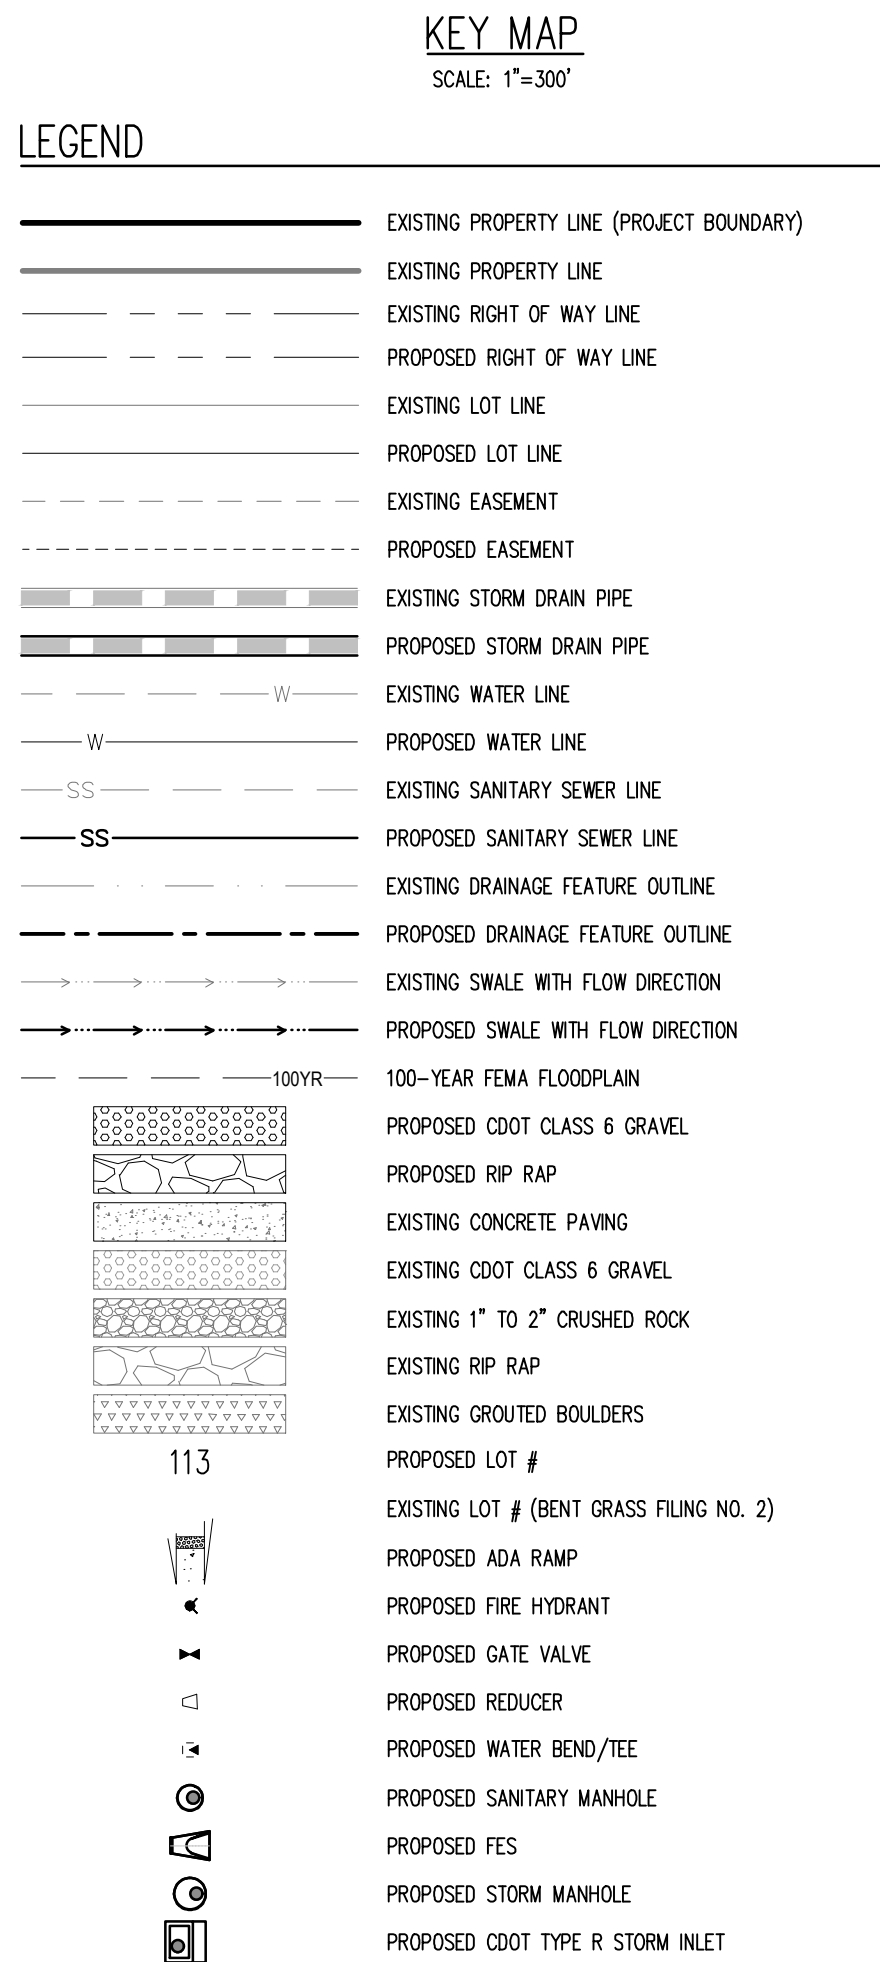 KEY MAP
SCALE: 1"=300'
LEGEND
EXISTING PROPERTY LINE (PROJECT BOUNDARY)
EXISTING PROPERTY LINE
EXISTING RIGHT OF WAY LINE
PROPOSED RIGHT OF WAY LINE
EXISTING LOT LINE
PROPOSED LOT LINE
EXISTING EASEMENT
PROPOSED EASEMENT
EXISTING STORM DRAIN PIPE
PROPOSED STORM DRAIN PIPE
W EXISTING WATER LINE
W PROPOSED WATER LINE
SS EXISTING SANITARY SEWER LINE
SS PROPOSED SANITARY SEWER LINE
EXISTING DRAINAGE FEATURE OUTLINE
PROPOSED DRAINAGE FEATURE OUTLINE
EXISTING SWALE WITH FLOW DIRECTION
PROPOSED SWALE WITH FLOW DIRECTION
100YR 100-YEAR FEMA FLOODPLAIN
PROPOSED CDOT CLASS 6 GRAVEL
PROPOSED RIP RAP
EXISTING CONCRETE PAVING
EXISTING CDOT CLASS 6 GRAVEL
EXISTING 1" TO 2" CRUSHED ROCK
EXISTING RIP RAP
EXISTING GROUTED BOULDERS
113 PROPOSED LOT #
EXISTING LOT # (BENT GRASS FILING NO. 2)
PROPOSED ADA RAMP
PROPOSED FIRE HYDRANT
PROPOSED GATE VALVE
PROPOSED REDUCER
PROPOSED WATER BEND/TEE
PROPOSED SANITARY MANHOLE
PROPOSED FES
PROPOSED STORM MANHOLE
PROPOSED CDOT TYPE R STORM INLET